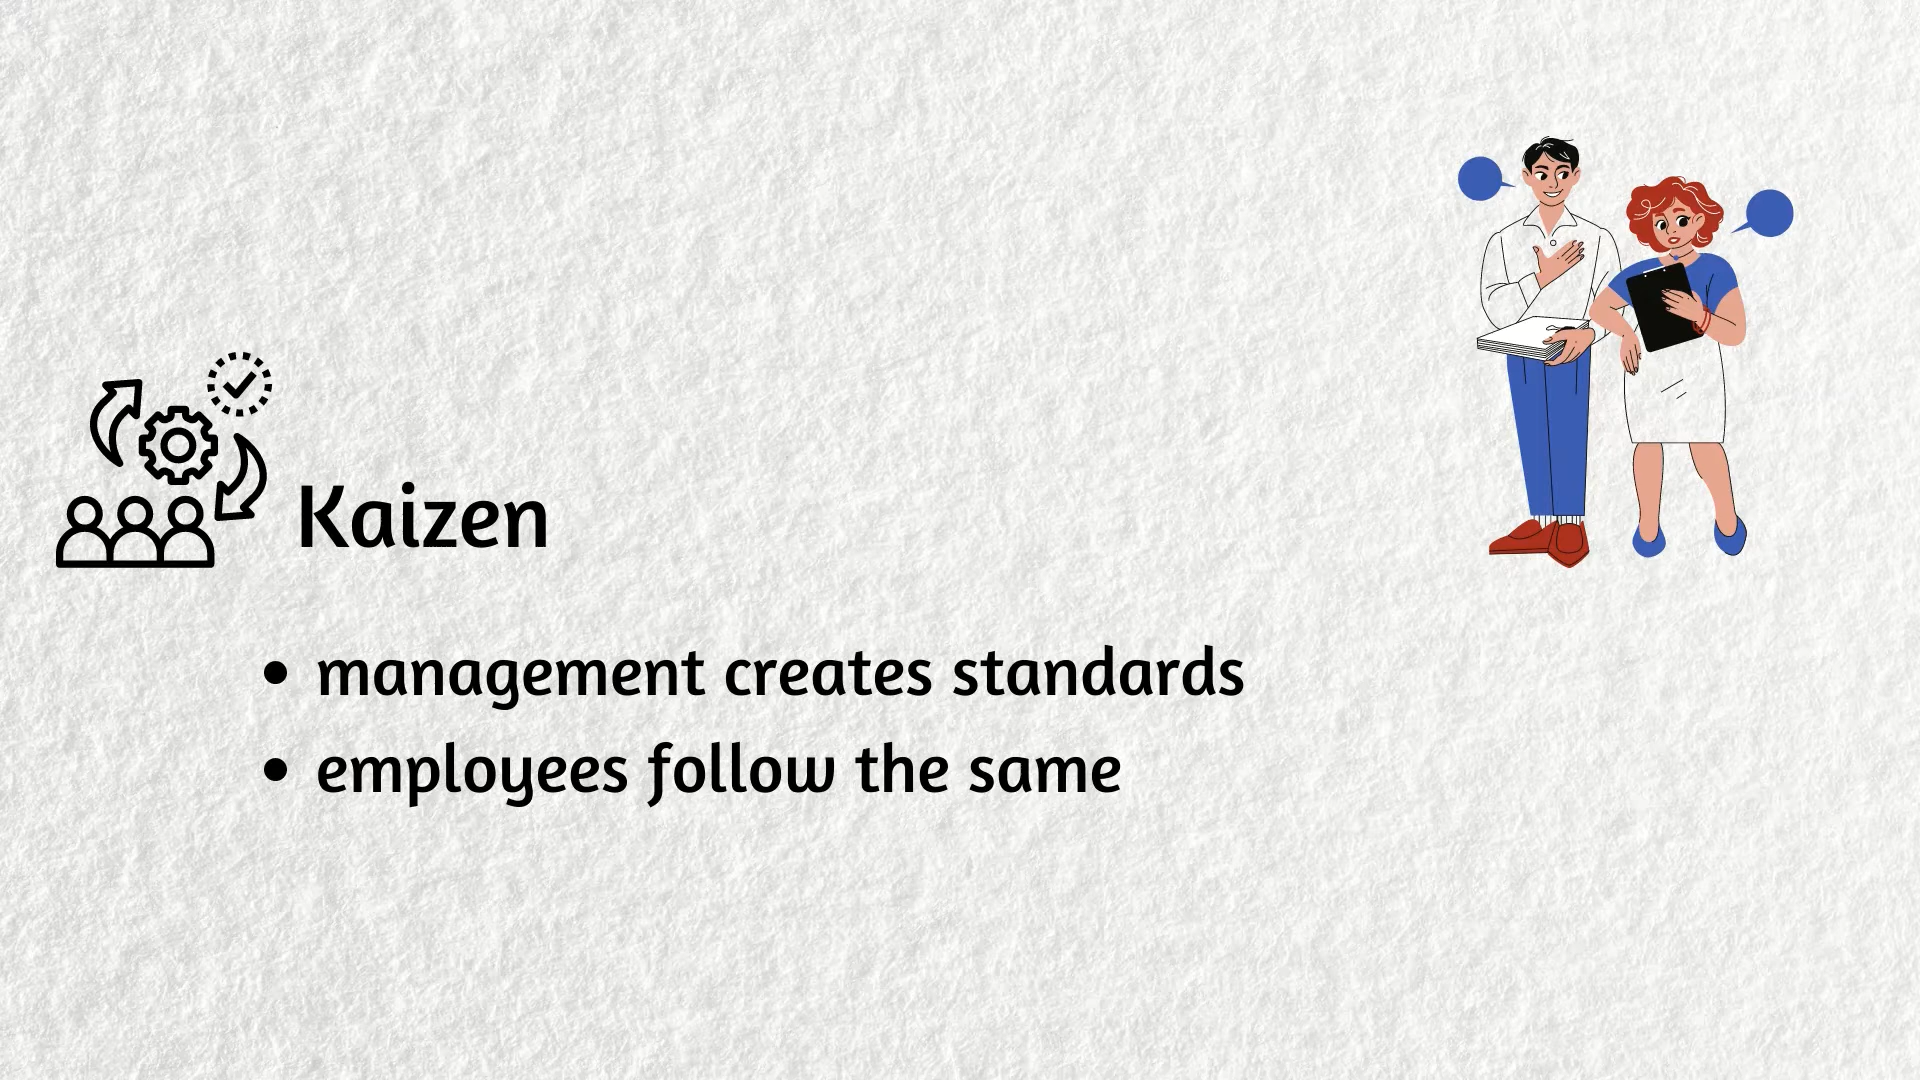 Kaizen
• management creates standards
• employees follow the same